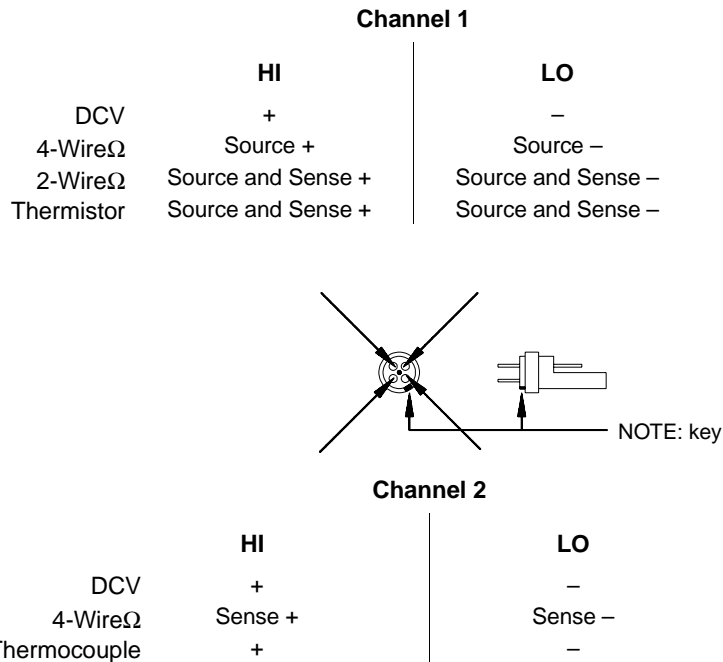 Channel 1
HI LO
DCV + –
4-WireΩ Source + Source –
2-WireΩ Source and Sense + Source and Sense –
Thermistor Source and Sense + Source and Sense –
NOTE: key
Channel 2
HI LO
DCV + –
4-WireΩ Sense + Sense –
Thermocouple + –